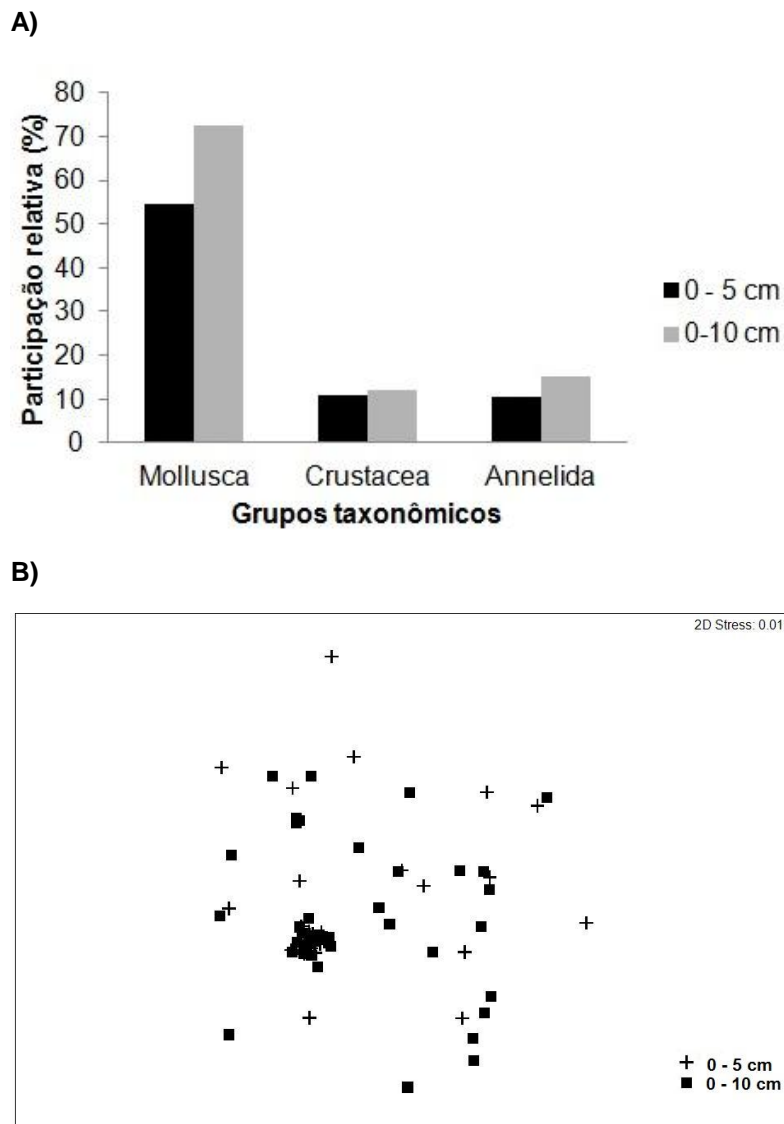 A)
Participação relativa (%)
80
70
60
50
40
30
20
10
0
Mollusca Crustacea Annelida
Grupos taxonômicos
0 - 5 cm
0-10 cm
B)
2D Stress: 0.01
0 - 5 cm
0 - 10 cm